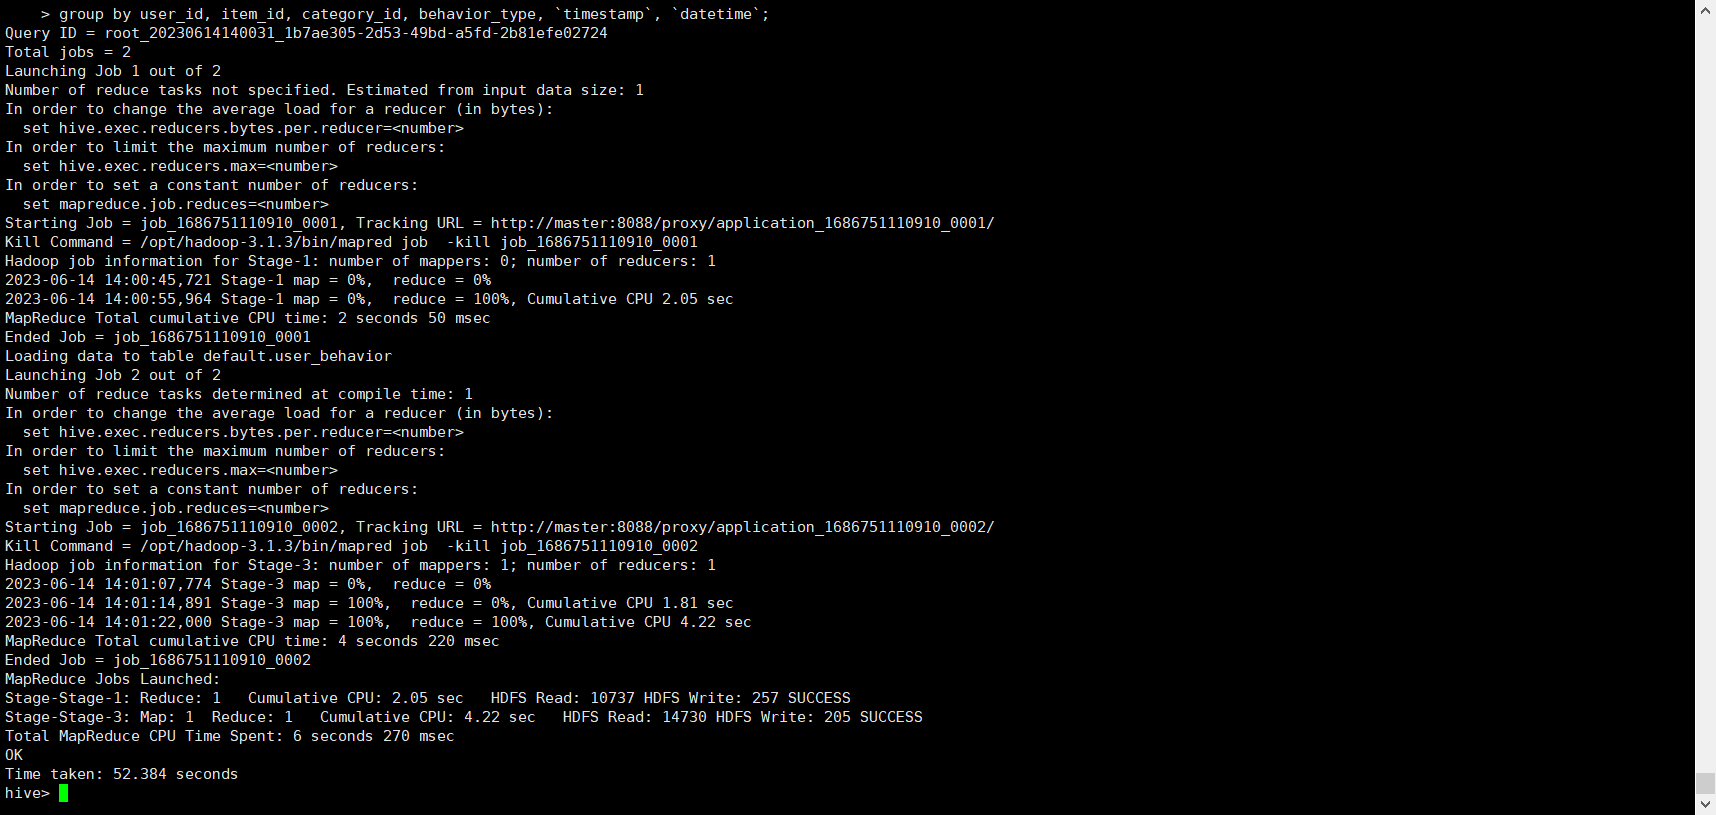 > group by user_id, item_id, category_id, behavior_type, `timestamp`, `datetime`;
Query ID = root_20230614140031_1b7ae305-2d53-49bd-a5fd-2b81efe02724
Total jobs = 2
Launching Job 1 out of 2
Number of reduce tasks not specified. Estimated from input data size: 1
In order to change the average load for a reducer (in bytes):
  set hive.exec.reducers.bytes.per.reducer=<number>
In order to limit the maximum number of reducers:
  set hive.exec.reducers.max=<number>
In order to set a constant number of reducers:
  set mapreduce.job.reduces=<number>
Starting Job = job_1686751110910_0001, Tracking URL = http://master:8088/proxy/application_1686751110910_0001/
Kill Command = /opt/hadoop-3.1.3/bin/mapred job  -kill job_1686751110910_0001
Hadoop job information for Stage-1: number of mappers: 0; number of reducers: 1
2023-06-14 14:00:45,721 Stage-1 map = 0%,  reduce = 0%
2023-06-14 14:00:55,964 Stage-1 map = 0%,  reduce = 100%, Cumulative CPU 2.05 sec
MapReduce Total cumulative CPU time: 2 seconds 50 msec
Ended Job = job_1686751110910_0001
Loading data to table default.user_behavior
Launching Job 2 out of 2
Number of reduce tasks determined at compile time: 1
In order to change the average load for a reducer (in bytes):
  set hive.exec.reducers.bytes.per.reducer=<number>
In order to limit the maximum number of reducers:
  set hive.exec.reducers.max=<number>
In order to set a constant number of reducers:
  set mapreduce.job.reduces=<number>
Starting Job = job_1686751110910_0002, Tracking URL = http://master:8088/proxy/application_1686751110910_0002/
Kill Command = /opt/hadoop-3.1.3/bin/mapred job  -kill job_1686751110910_0002
Hadoop job information for Stage-3: number of mappers: 1; number of reducers: 1
2023-06-14 14:01:07,774 Stage-3 map = 0%,  reduce = 0%
2023-06-14 14:01:14,891 Stage-3 map = 100%,  reduce = 0%, Cumulative CPU 1.81 sec
2023-06-14 14:01:22,000 Stage-3 map = 100%,  reduce = 100%, Cumulative CPU 4.22 sec
MapReduce Total cumulative CPU time: 4 seconds 220 msec
Ended Job = job_1686751110910_0002
MapReduce Jobs Launched:
Stage-Stage-1: Reduce: 1   Cumulative CPU: 2.05 sec   HDFS Read: 10737 HDFS Write: 257 SUCCESS
Stage-Stage-3: Map: 1  Reduce: 1   Cumulative CPU: 4.22 sec   HDFS Read: 14730 HDFS Write: 205 SUCCESS
Total MapReduce CPU Time Spent: 6 seconds 270 msec
OK
Time taken: 52.384 seconds
hive>